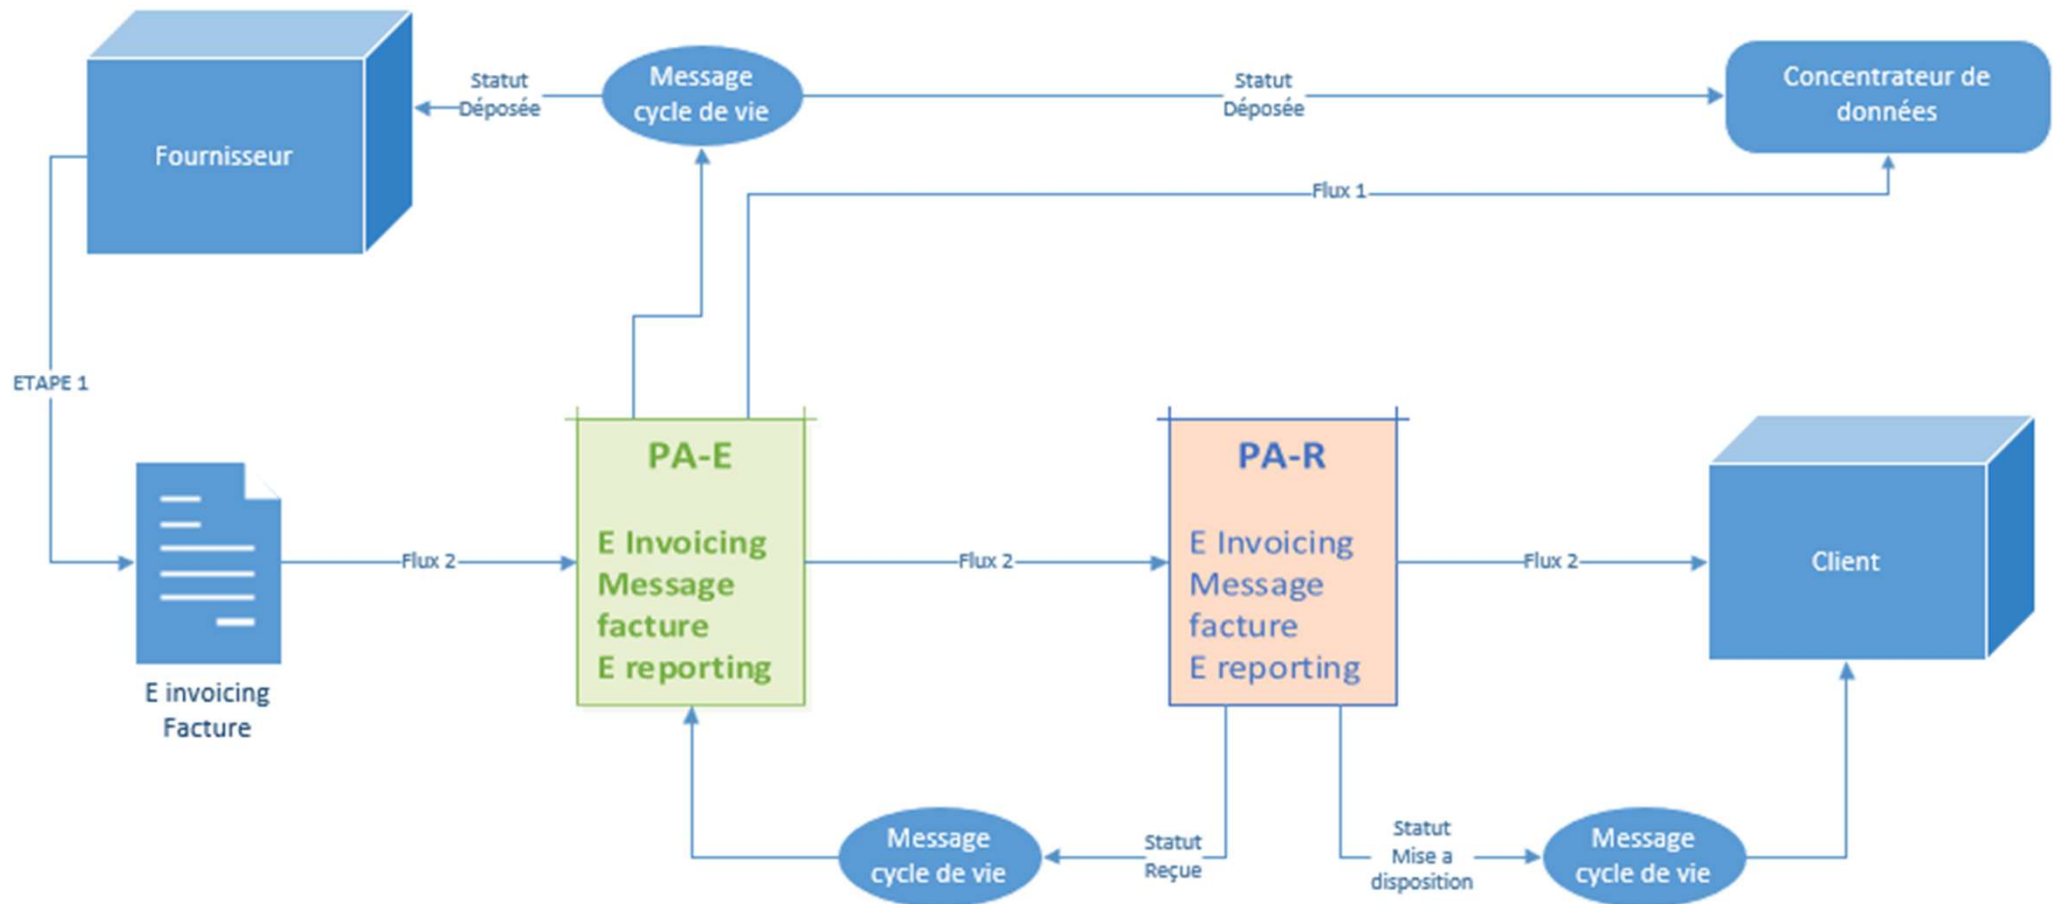 Statut
Déposée
Message
cycle de vie
Statut
Déposée
Concentrateur de
données
Fournisseur
Flux 1
ETAPE 1
PA-E
E Invoicing
Message
facture
E reporting
PA-R
E Invoicing
Message
facture
E reporting
Flux 2
Flux 2
Flux 2
Client
E invoicing
Facture
Message
cycle de vie
Statut
Reçue
Statut
Mise a
disposition
Message
cycle de vie